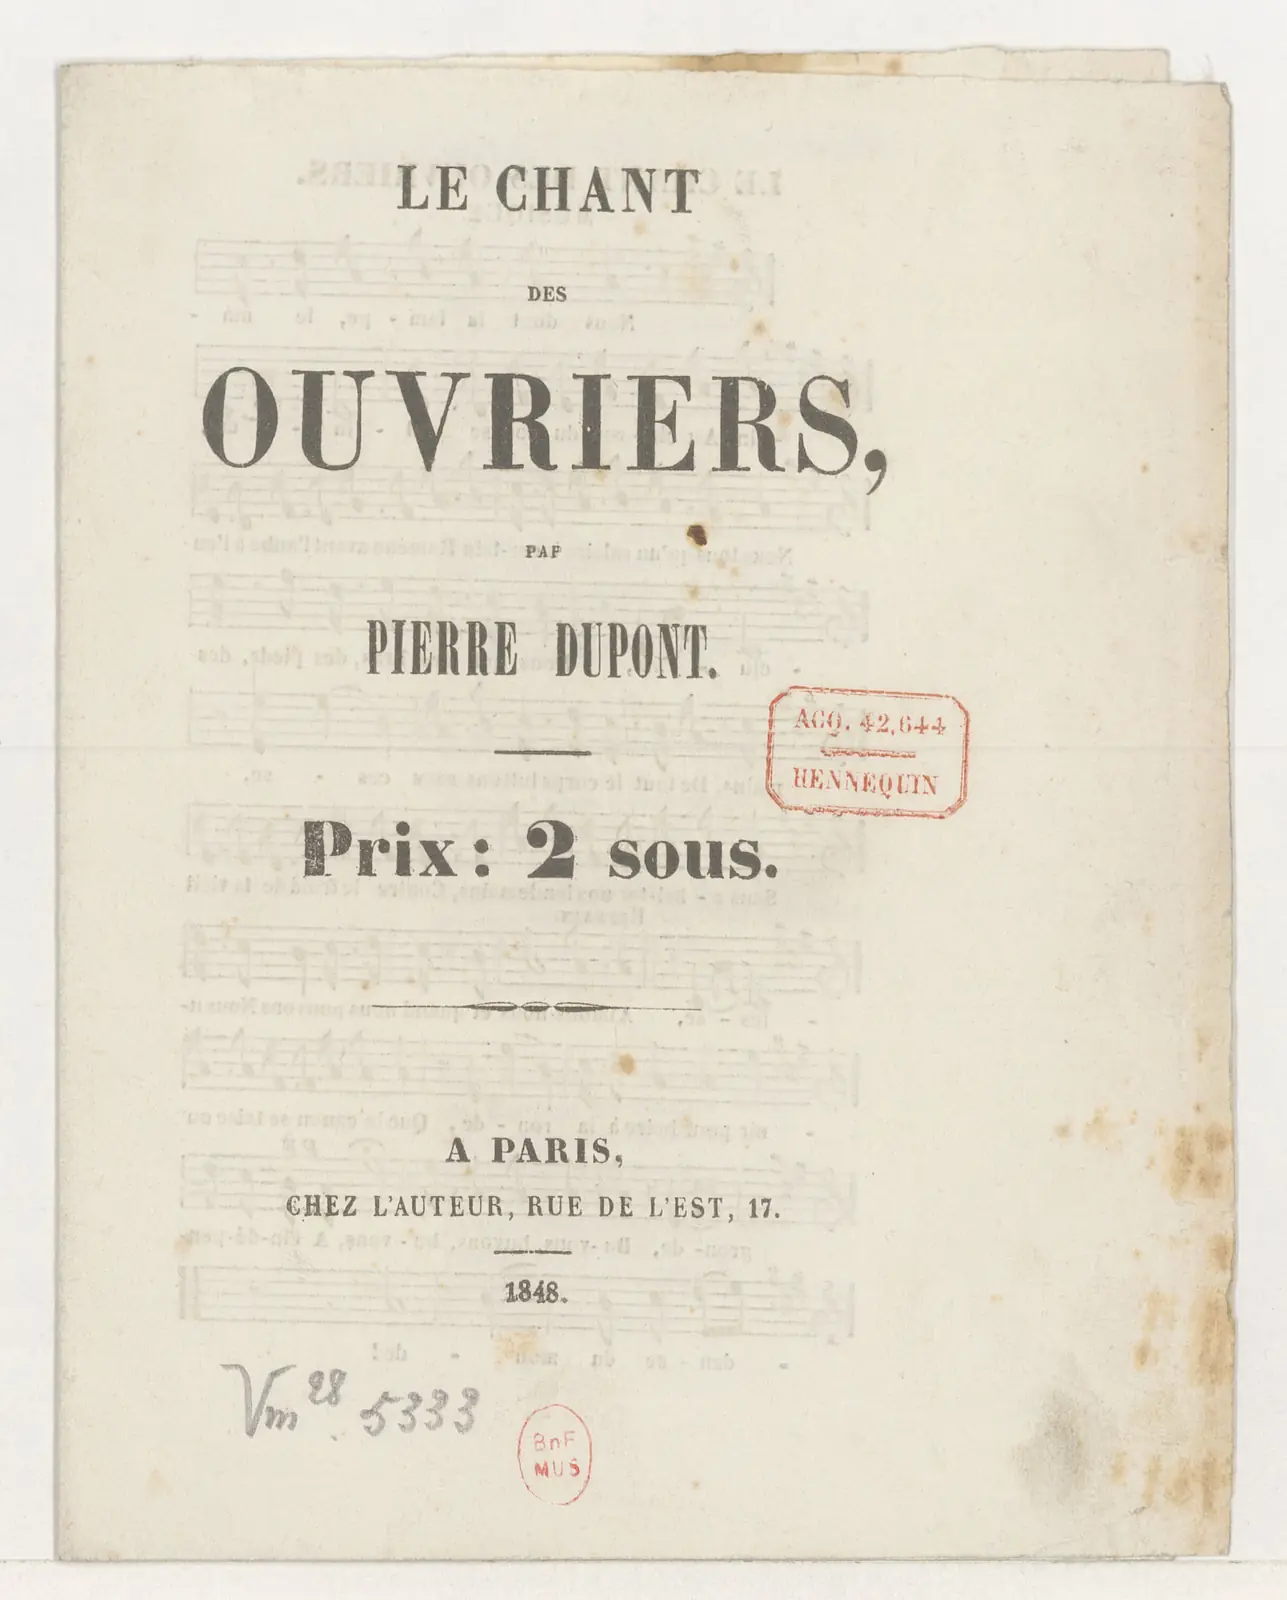 LE CHANT
DES
OUVRIERS,
PAR
PIERRE DUPONT.
ACQ. 42,644
HENNEQUIN
Prix : 2 sous.
A PARIS,
CHEZ L'AUTEUR, RUE DE L'EST, 17.
1848.
Vm 28 5333
BnF
MUS